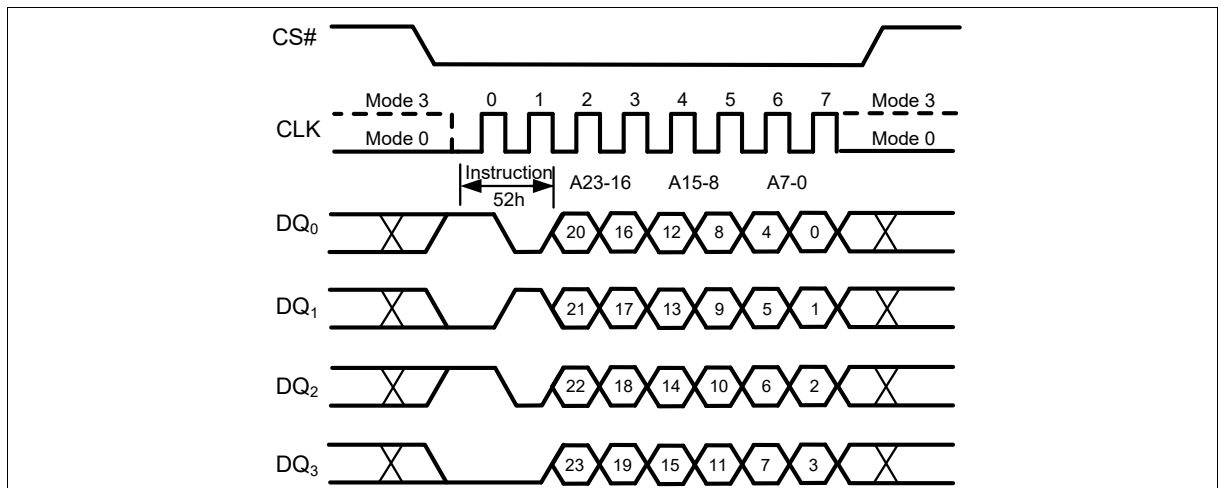 CS#
Mode 3 0 1 2 3 4 5 6 7 Mode 3
CLK
Mode 0 Mode 0
Instruction A23-16 A15-8 A7-0
52h
DQ0 20 16 12 8 4 0
DQ1 21 17 13 9 5 1
DQ2 22 18 14 10 6 2
DQ3 23 19 15 11 7 3